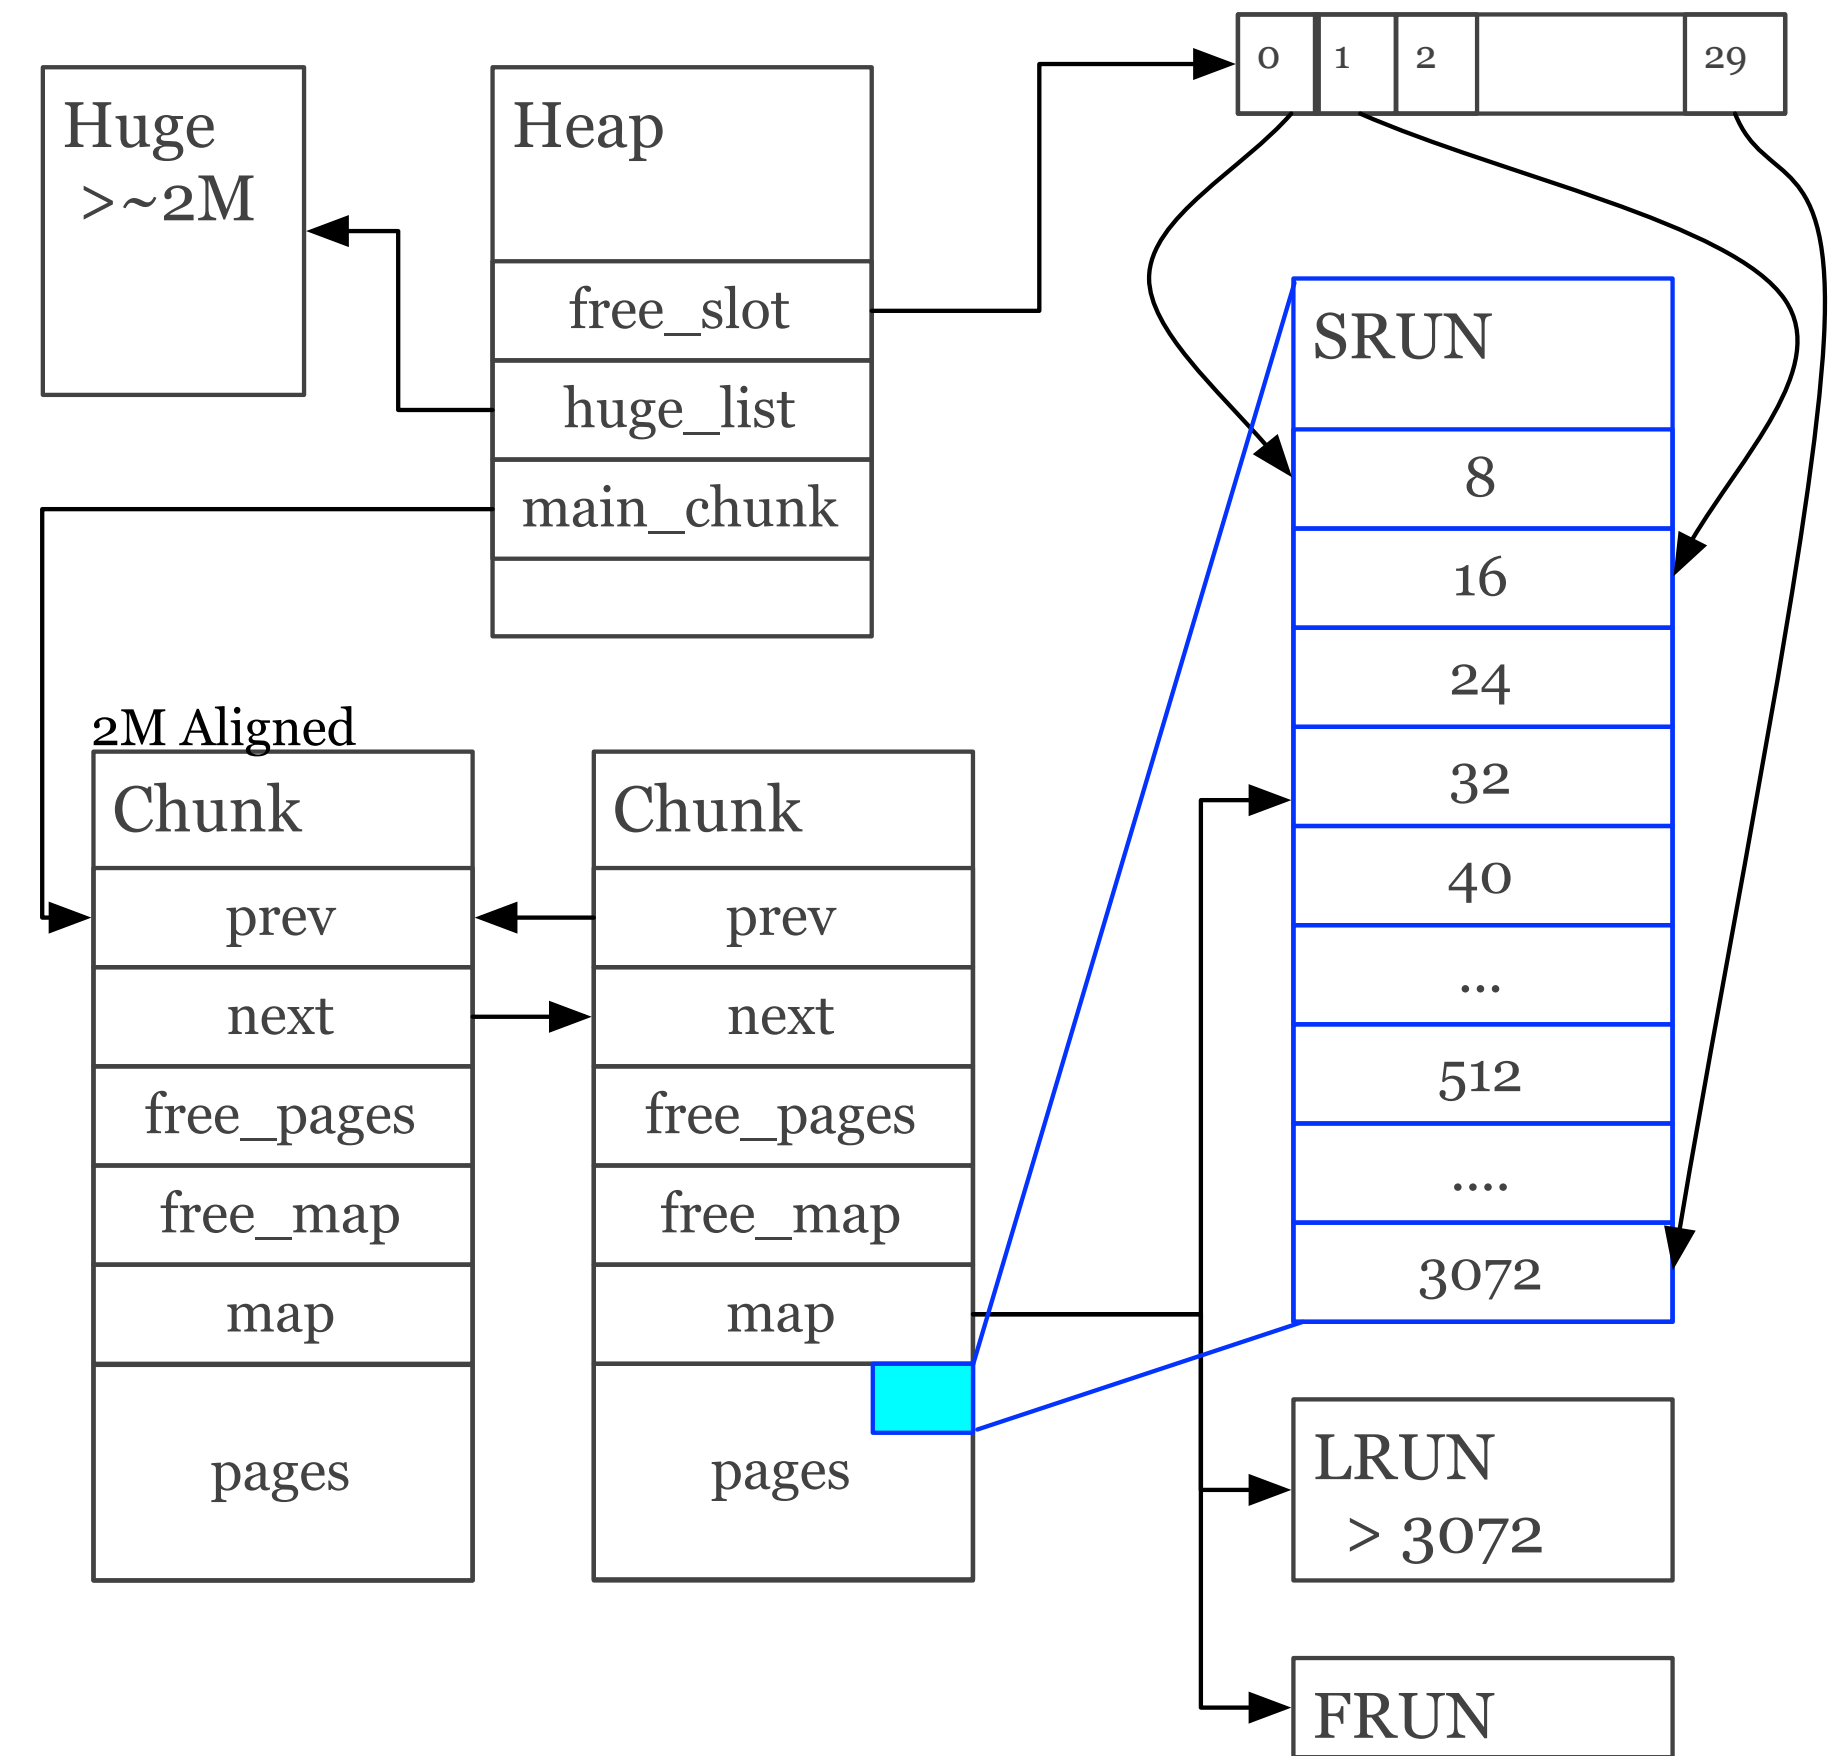 0
1
2
29
Huge
>~2M
Heap
free_slot
huge_list
main_chunk
SRUN
8
16
24
32
40
...
512
....
3072
2M Aligned
Chunk
prev
next
free_pages
free_map
map
pages
Chunk
prev
next
free_pages
free_map
map
pages
LRUN
> 3072
FRUN